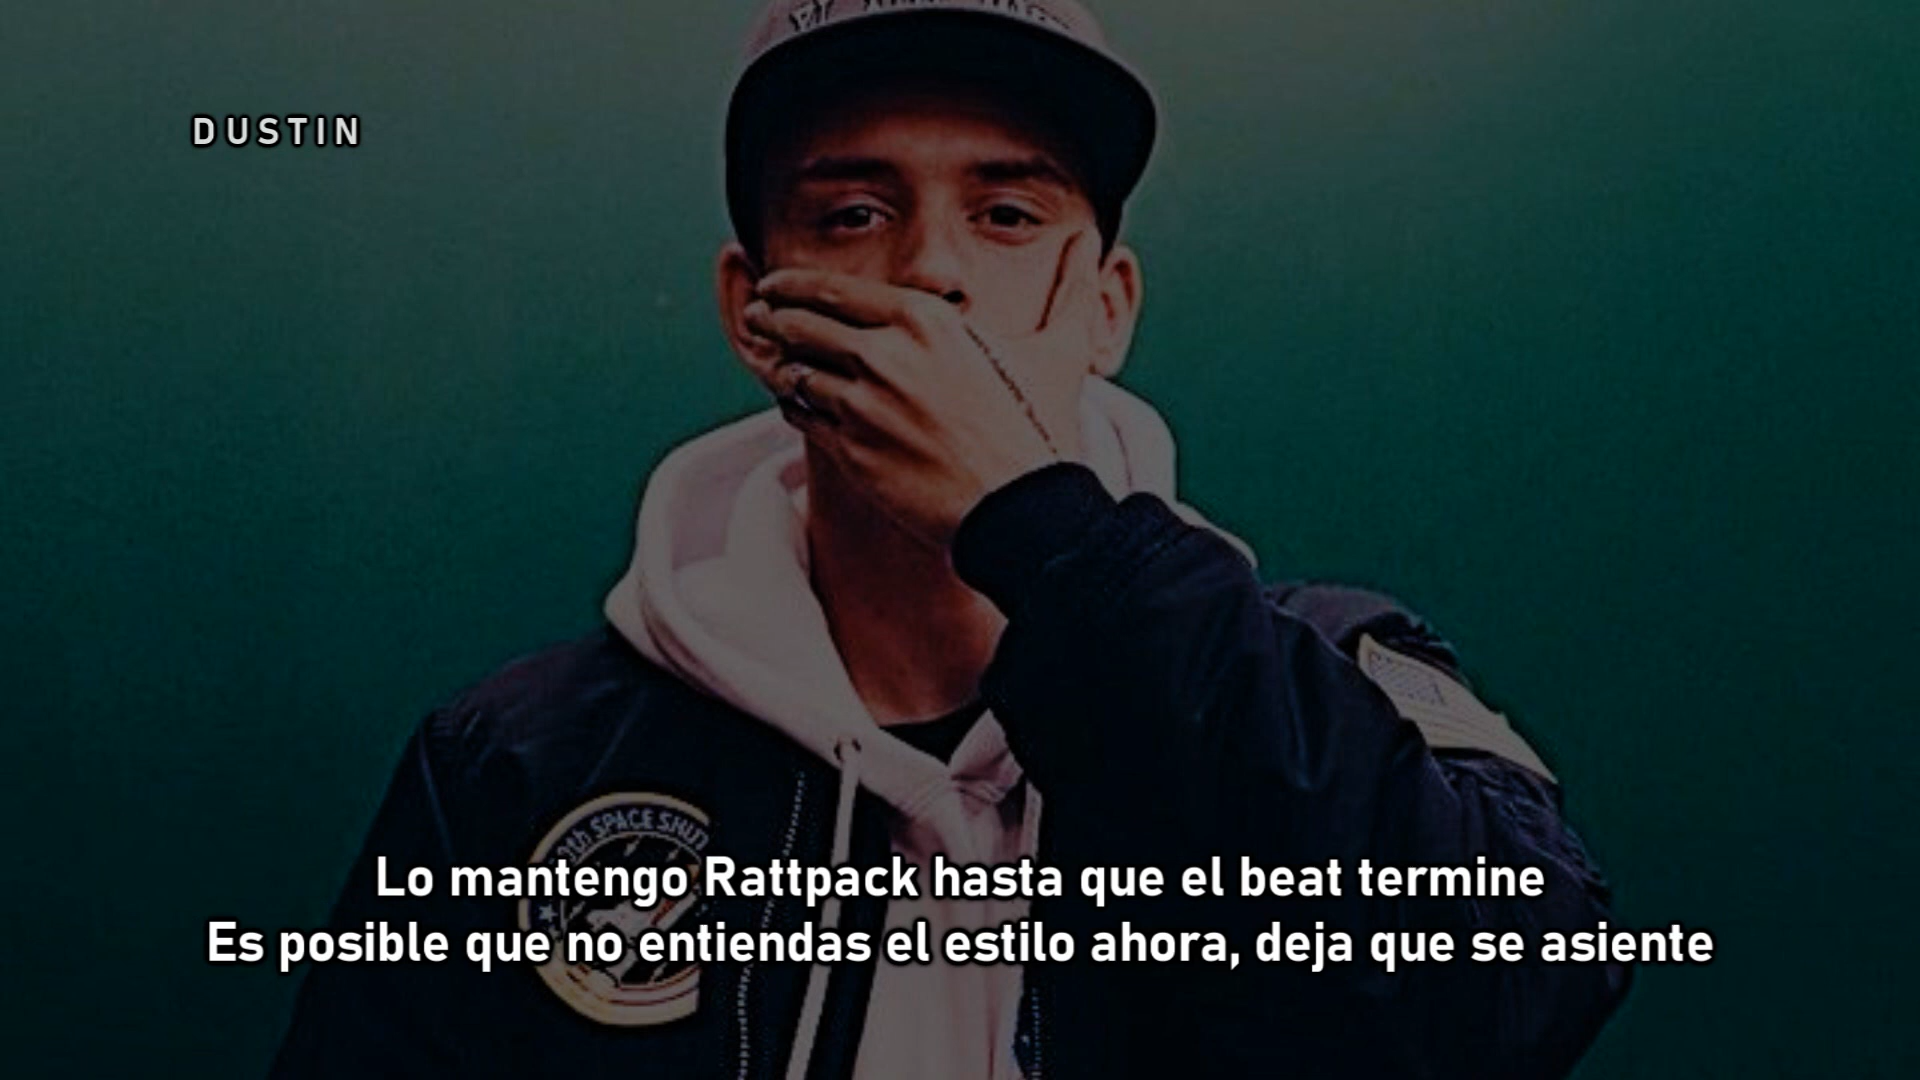 DUSTIN
Lo mantengo Rattpack hasta que el beat termine
Es posible que no entiendas el estilo ahora, deja que se asiente
SPACE